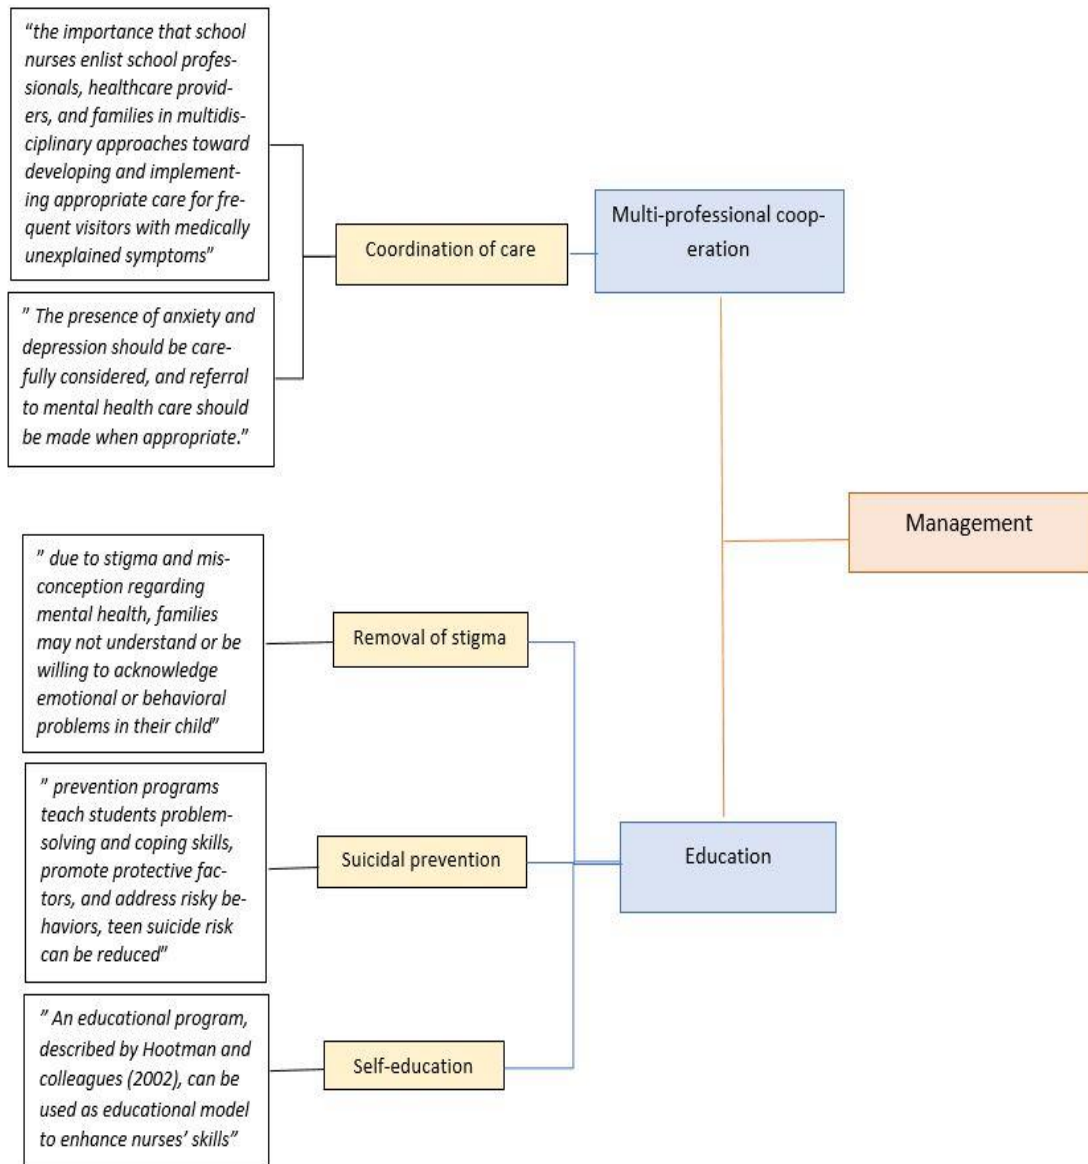 “the importance that school
nurses enlist school profes-
sionals, healthcare provid-
ers, and families in multidis-
ciplinary approaches toward
developing and implement-
ing appropriate care for fre-
quent visitors with medically
unexplained symptoms”
” The presence of anxiety and
depression should be care-
fully considered, and referral
to mental health care should
be made when appropriate.”
Coordination of care
Multi-professional coop-
eration
Management
” due to stigma and mis-
conception regarding
mental health, families
may not understand or be
willing to acknowledge
emotional or behavioral
problems in their child”
Removal of stigma
” prevention programs
teach students problem-
solving and coping skills,
promote protective fac-
tors, and address risky be-
haviors, teen suicide risk
can be reduced”
Suicidal prevention
Education
” An educational program,
described by Hootman and
colleagues (2002), can be
used as educational model
to enhance nurses’ skills”
Self-education